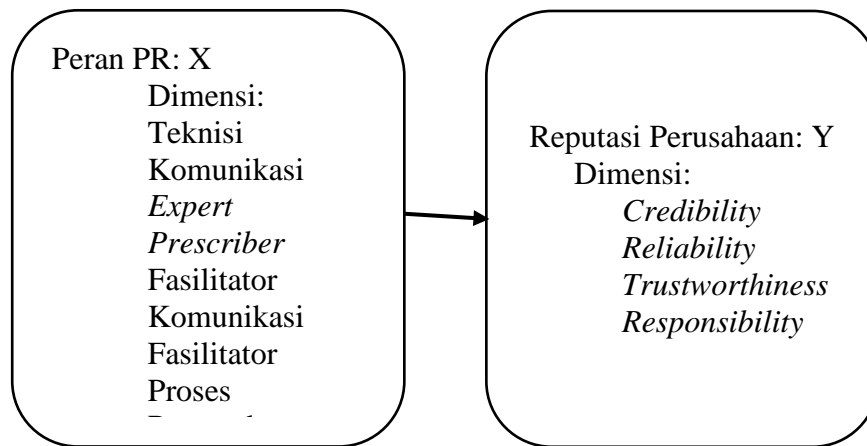 Peran PR: X
Dimensi:
Teknisi
Komunikasi
Expert
Prescriber
Fasilitator
Komunikasi
Fasilitator
Proses
Reputasi Perusahaan: Y
Dimensi:
Credibility
Reliability
Trustworthiness
Responsibility